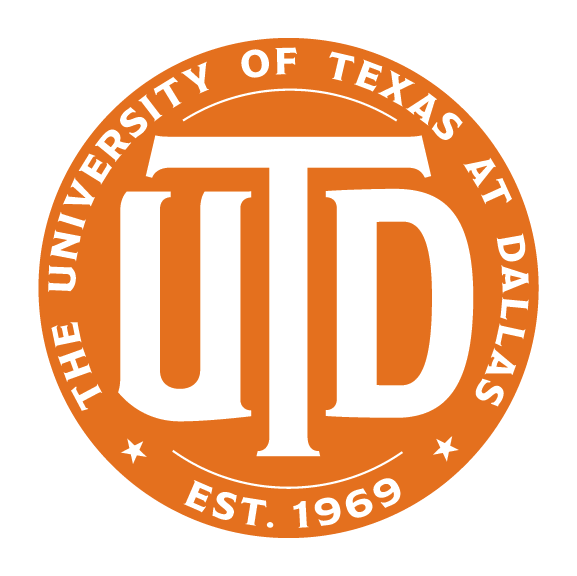 THE UNIVERSITY OF TEXAS AT DALLAS
UTD
EST. 1969